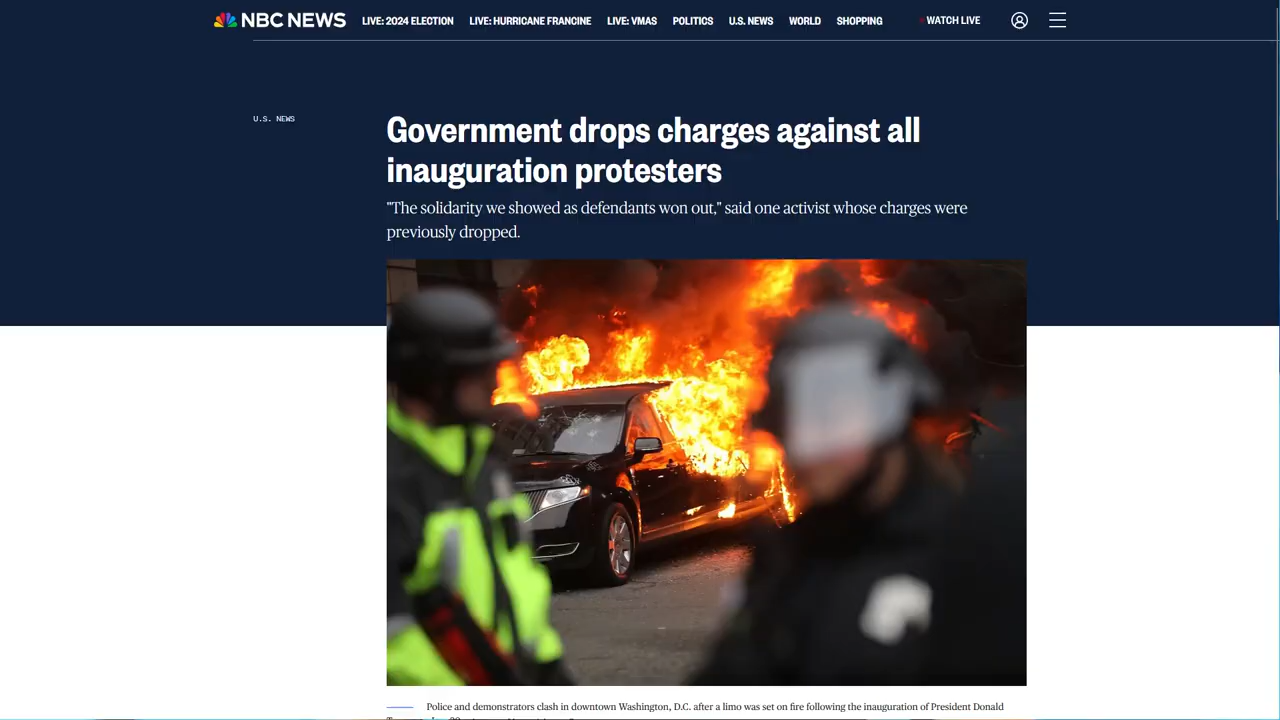 NBC NEWS LIVE: 2024 ELECTION LIVE: HURRICANE FRANCINE LIVE: VMAS POLITICS U.S. NEWS WORLD SHOPPING WATCH LIVE
U.S. NEWS
Government drops charges against all
inauguration protesters
"The solidarity we showed as defendants won out," said one activist whose charges were
previously dropped.
Police and demonstrators clash in downtown Washington, D.C. after a limo was set on fire following the inauguration of President Donald